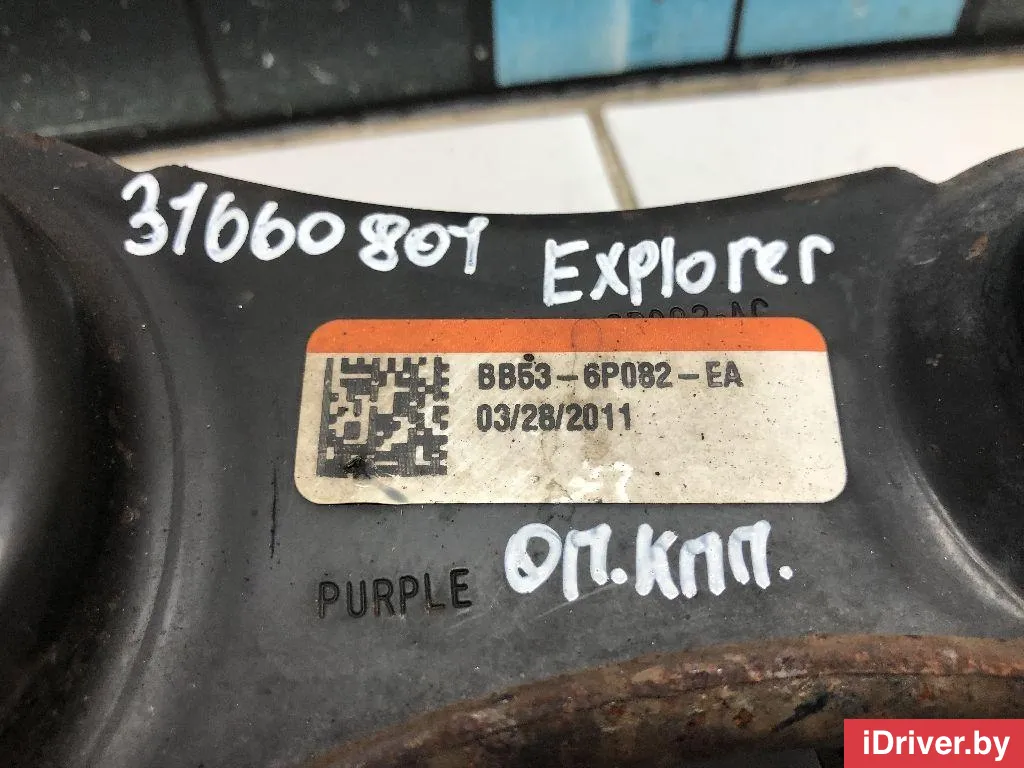 31660801
Explorer
BB53-6P082-EA
03/28/2011
оп.кпп.
PURPLE
iDriver.by